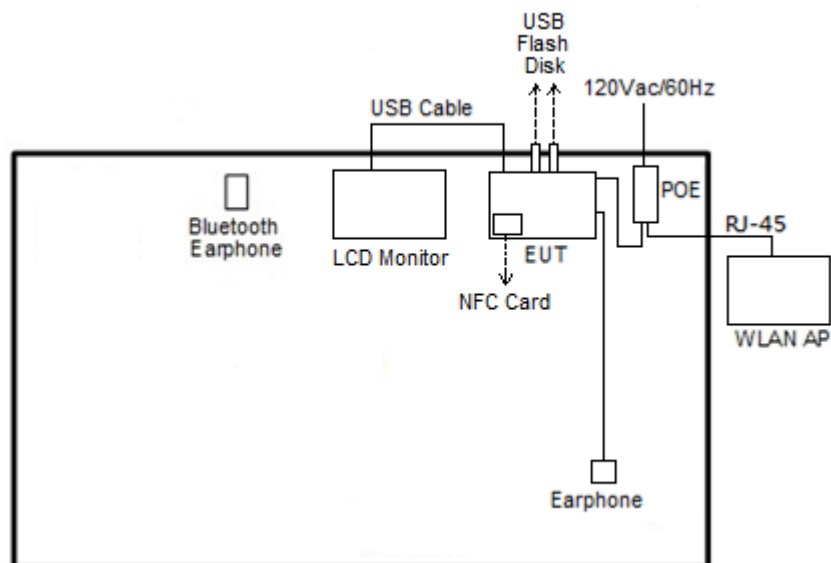 USB
Flash
Disk
120Vac/60Hz
USB Cable
POE
RJ-45
Bluetooth
Earphone
LCD Monitor
EUT
NFC Card
WLAN AP
Earphone